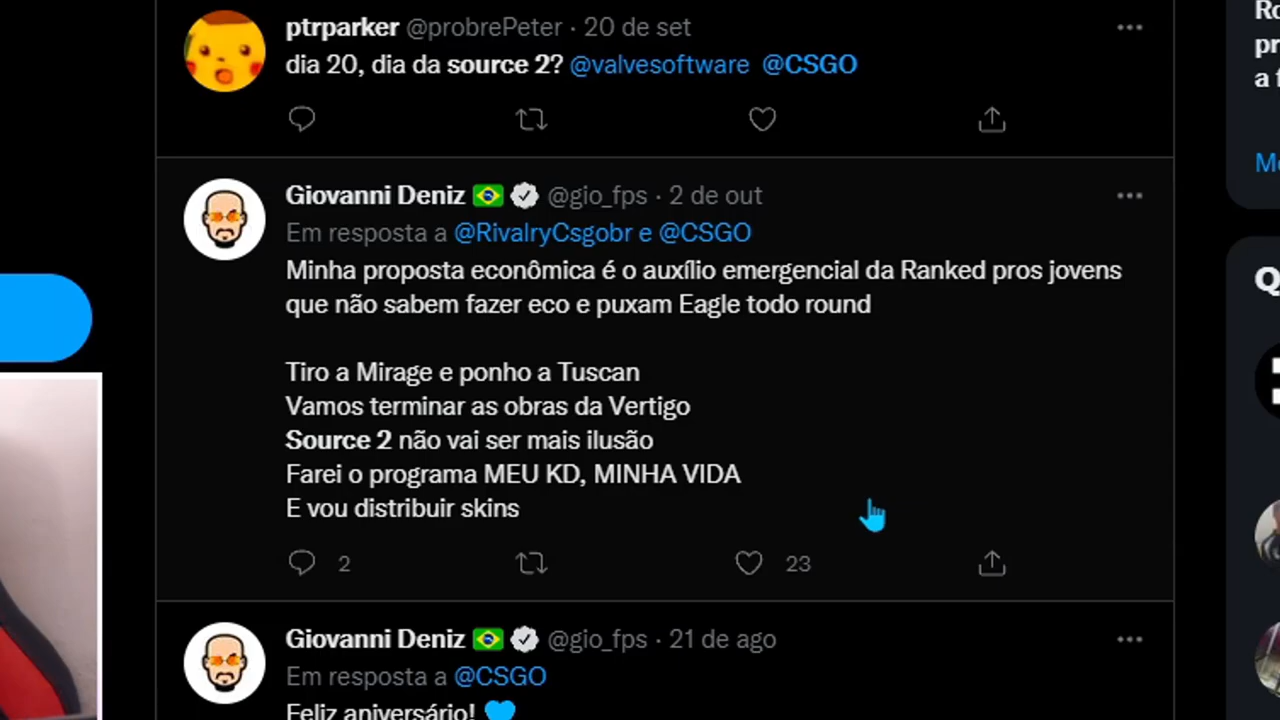 ptrparker @probrePeter · 20 de set
dia 20, dia da source 2? @valvesoftware @CSGO
Giovanni Deniz @gio_fps · 2 de out
Em resposta a @RivalryCsgobr e @CSGO
Minha proposta econômica é o auxílio emergencial da Ranked pros jovens
que não sabem fazer eco e puxam Eagle todo round
Tiro a Mirage e ponho a Tuscan
Vamos terminar as obras da Vertigo
Source 2 não vai ser mais ilusão
Farei o programa MEU KD, MINHA VIDA
E vou distribuir skins
2 23
Giovanni Deniz @gio_fps · 21 de ago
Em resposta a @CSGO
Feliz aniversário!